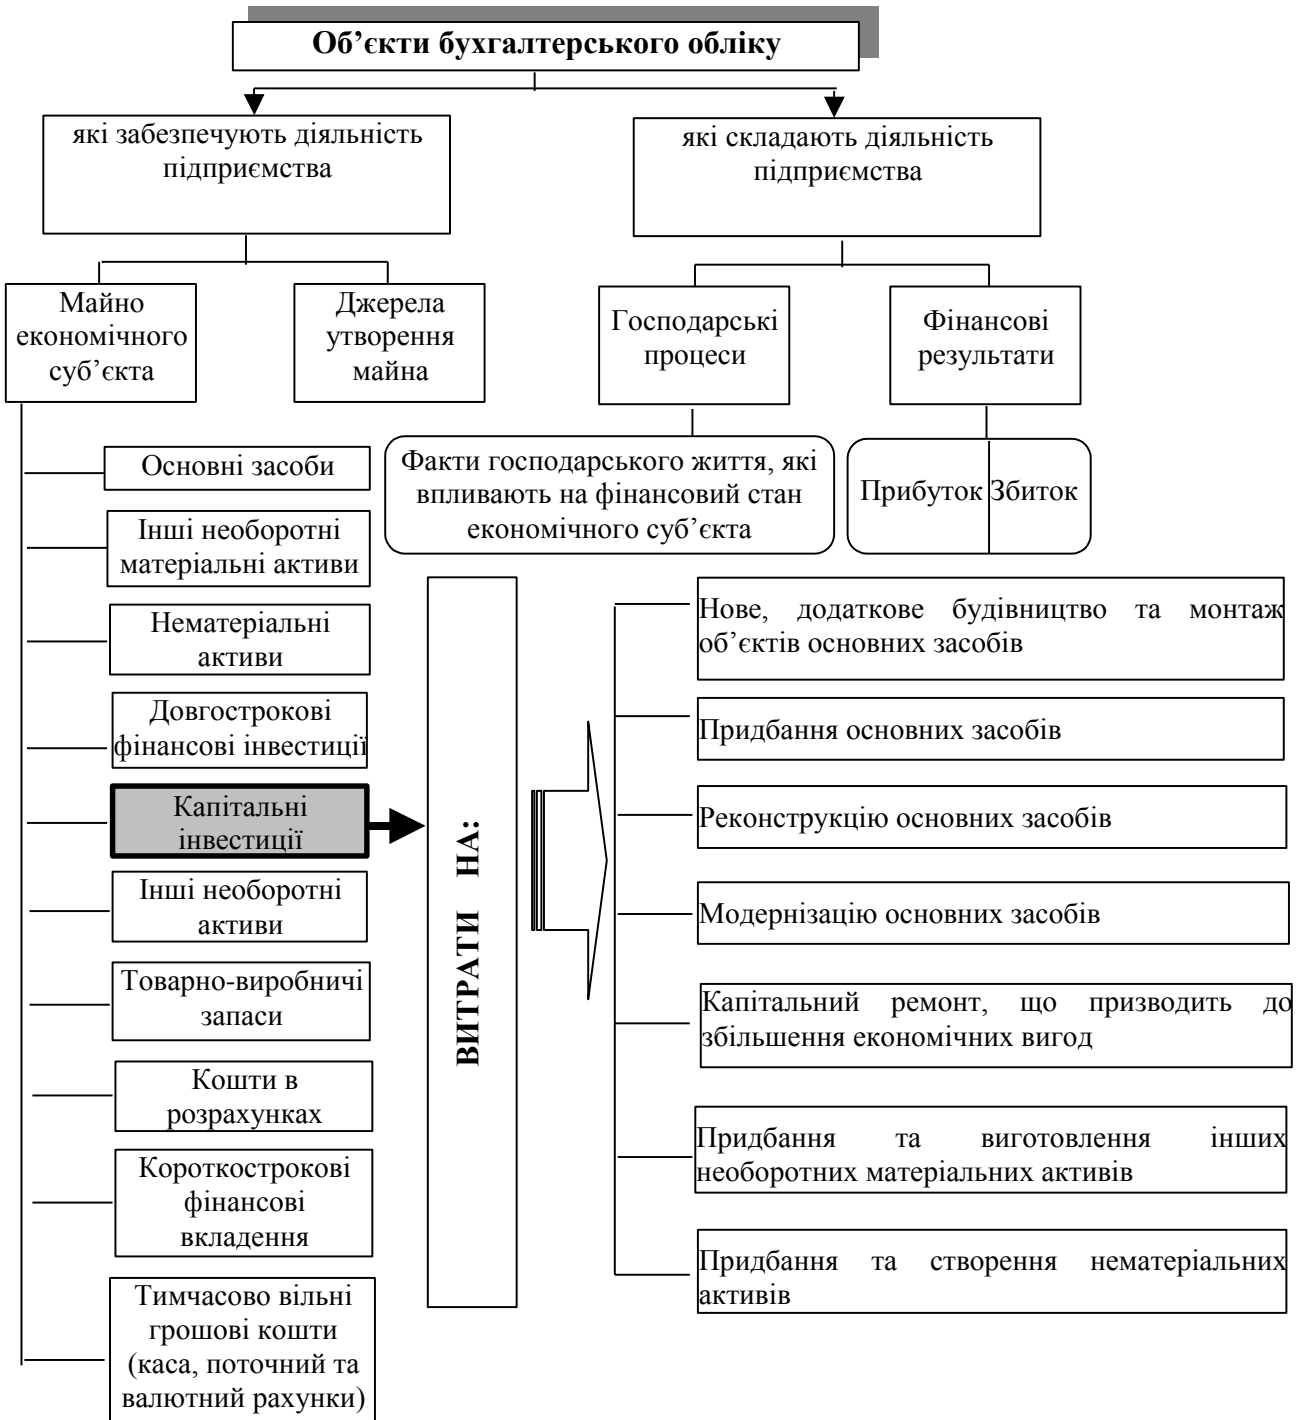 Об’єкти бухгалтерського обліку
які забезпечують діяльність
підприємства
які складають діяльність
підприємства
Майно
економічного
суб’єкта
Джерела
утворення
майна
Господарські
процеси
Фінансові
результати
Факти господарського життя, які
впливають на фінансовий стан
економічного суб’єкта
Прибуток Збиток
Основні засоби
Інші необоротні
матеріальні активи
Нематеріальні
активи
Довгострокові
фінансові інвестиції
Капітальні
інвестиції
Інші необоротні
активи
Товарно-виробничі
запаси
Кошти в
розрахунках
Короткострокові
фінансові
вкладення
Тимчасово вільні
грошові кошти
(каса, поточний та
валютний рахунки)
ВИТРАТИ НА:
Нове, додаткове будівництво та монтаж
об’єктів основних засобів
Придбання основних засобів
Реконструкцію основних засобів
Модернізацію основних засобів
Капітальний ремонт, що призводить до
збільшення економічних вигод
Придбання та виготовлення інших
необоротних матеріальних активів
Придбання та створення нематеріальних
активів